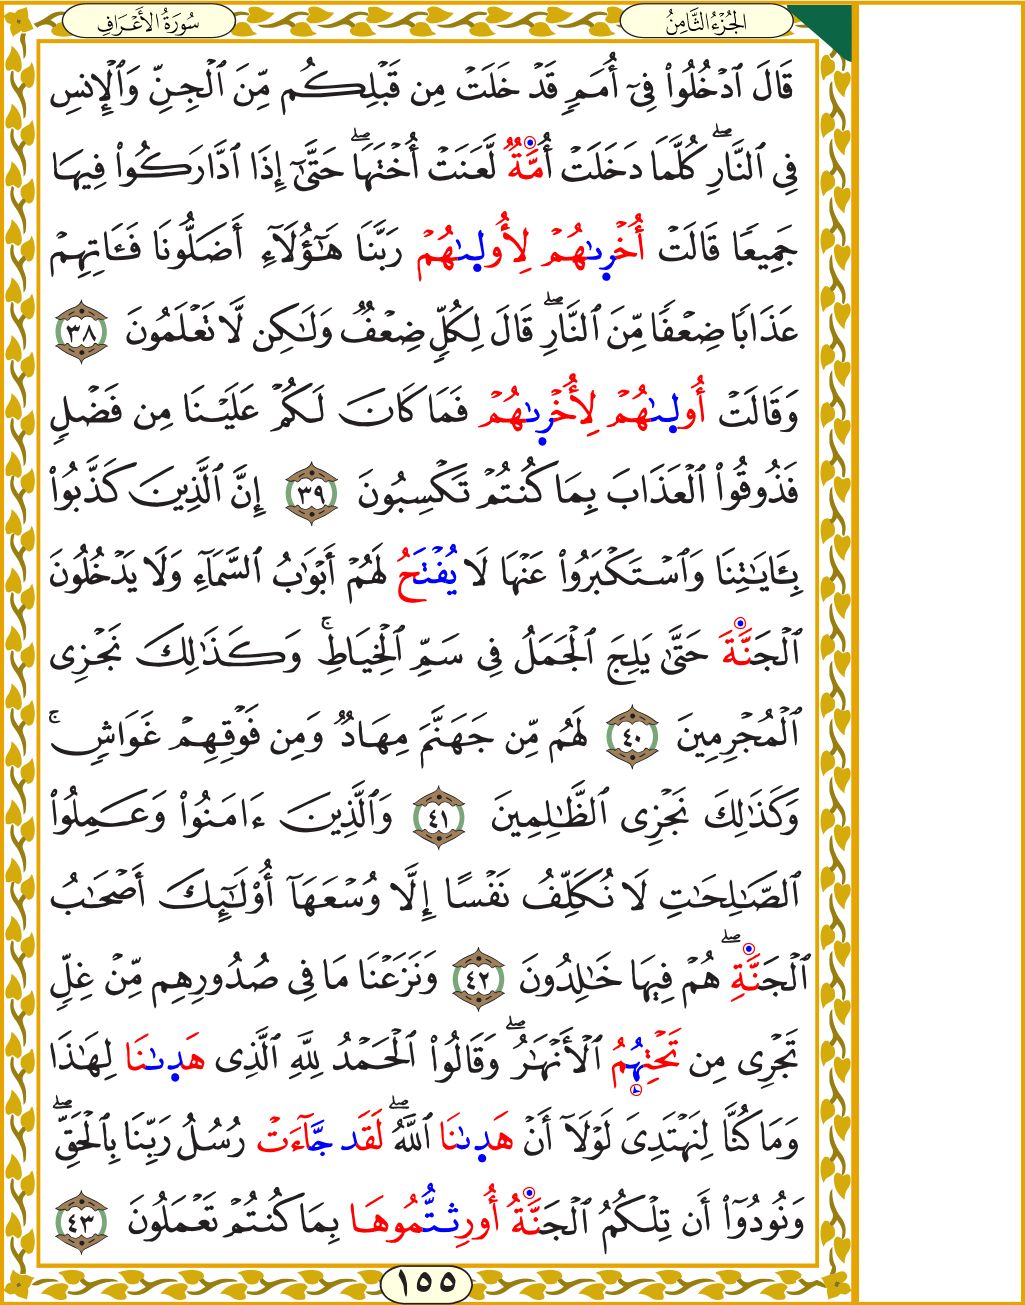 الجُزْءُ الثَّامِنُ
سُورَةُ الأَعْرَافِ
قَالَ ٱدْخُلُوا۟ فِىٓ أُمَمٍ قَدْ خَلَتْ مِن قَبْلِكُم مِّنَ ٱلْجِنِّ وَٱلْإِنسِ
فِى ٱلنَّارِ ۖ كُلَّمَا دَخَلَتْ أُمَّةٌ لَّعَنَتْ أُخْتَهَا ۖ حَتَّىٰٓ إِذَا ٱدَّارَكُوا۟ فِيهَا
جَمِيعًا قَالَتْ أُخْرِىٰهُمْ لِأُولِىٰهُمْ رَبَّنَا هَٰٓؤُلَآءِ أَضَلُّونَا فَـَٔاتِهِمْ
عَذَابًا ضِعْفًا مِّنَ ٱلنَّارِ ۖ قَالَ لِكُلٍّ ضِعْفٌ وَلَٰكِن لَّا تَعْلَمُونَ ٣٨
وَقَالَتْ أُولِىٰهُمْ لِأُخْرِىٰهُمْ فَمَا كَانَ لَكُمْ عَلَيْنَا مِن فَضْلٍ
فَذُوقُوا۟ ٱلْعَذَابَ بِمَا كُنتُمْ تَكْسِبُونَ ٣٩ إِنَّ ٱلَّذِينَ كَذَّبُوا۟
بِـَٔايَٰتِنَا وَٱسْتَكْبَرُوا۟ عَنْهَا لَا يُفْتَحُ لَهُمْ أَبْوَٰبُ ٱلسَّمَآءِ وَلَا يَدْخُلُونَ
ٱلْجَنَّةَ حَتَّىٰ يَلِجَ ٱلْجَمَلُ فِى سَمِّ ٱلْخِيَاطِ ۚ وَكَذَٰلِكَ نَجْزِى
ٱلْمُجْرِمِينَ ٤٠ لَهُم مِّن جَهَنَّمَ مِهَادٌ وَمِن فَوْقِهِمْ غَوَاشٍ ۚ
وَكَذَٰلِكَ نَجْزِى ٱلظَّٰلِمِينَ ٤١ وَٱلَّذِينَ ءَامَنُوا۟ وَعَمِلُوا۟
ٱلصَّٰلِحَٰتِ لَا نُكَلِّفُ نَفْسًا إِلَّا وُسْعَهَآ أُو۟لَٰٓئِكَ أَصْحَٰبُ
ٱلْجَنَّةِ ۖ هُمْ فِيهَا خَٰلِدُونَ ٤٢ وَنَزَعْنَا مَا فِى صُدُورِهِم مِّنْ غِلٍّ
تَجْرِى مِن تَحْتِهُمُ ٱلْأَنْهَٰرُ ۖ وَقَالُوا۟ ٱلْحَمْدُ لِلَّهِ ٱلَّذِى هَدِىٰنَا لِهَٰذَا
وَمَا كُنَّا لِنَهْتَدِىَ لَوْلَآ أَنْ هَدِىٰنَا ٱللَّهُ ۖ لَقَد جَّآءَتْ رُسُلُ رَبِّنَا بِٱلْحَقِّ ۖ
وَنُودُوٓا۟ أَن تِلْكُمُ ٱلْجَنَّةُ أُورِثتُّمُوهَا بِمَا كُنتُمْ تَعْمَلُونَ ٤٣
١٥٥